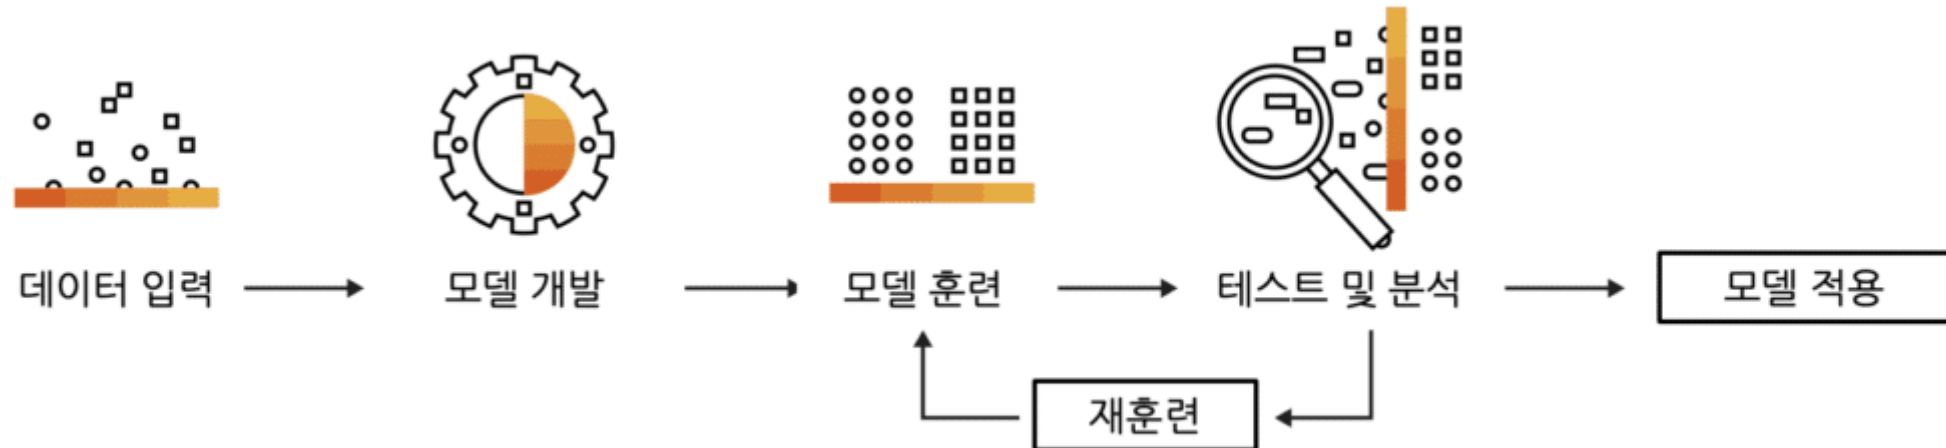 데이터 입력
모델 개발
모델 훈련
테스트 및 분석
모델 적용
재훈련